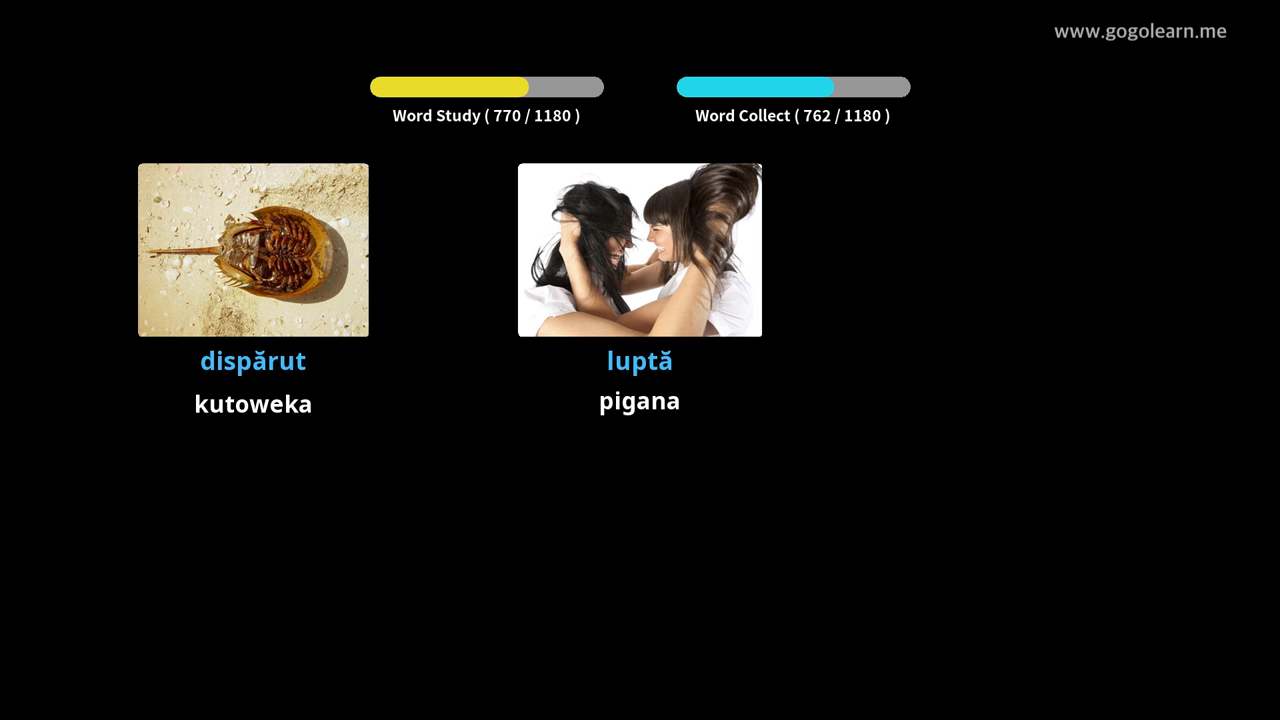 www.gogolearn.me
Word Study ( 770 / 1180 )
Word Collect ( 762 / 1180 )
dispărut
kutoweka
luptă
pigana